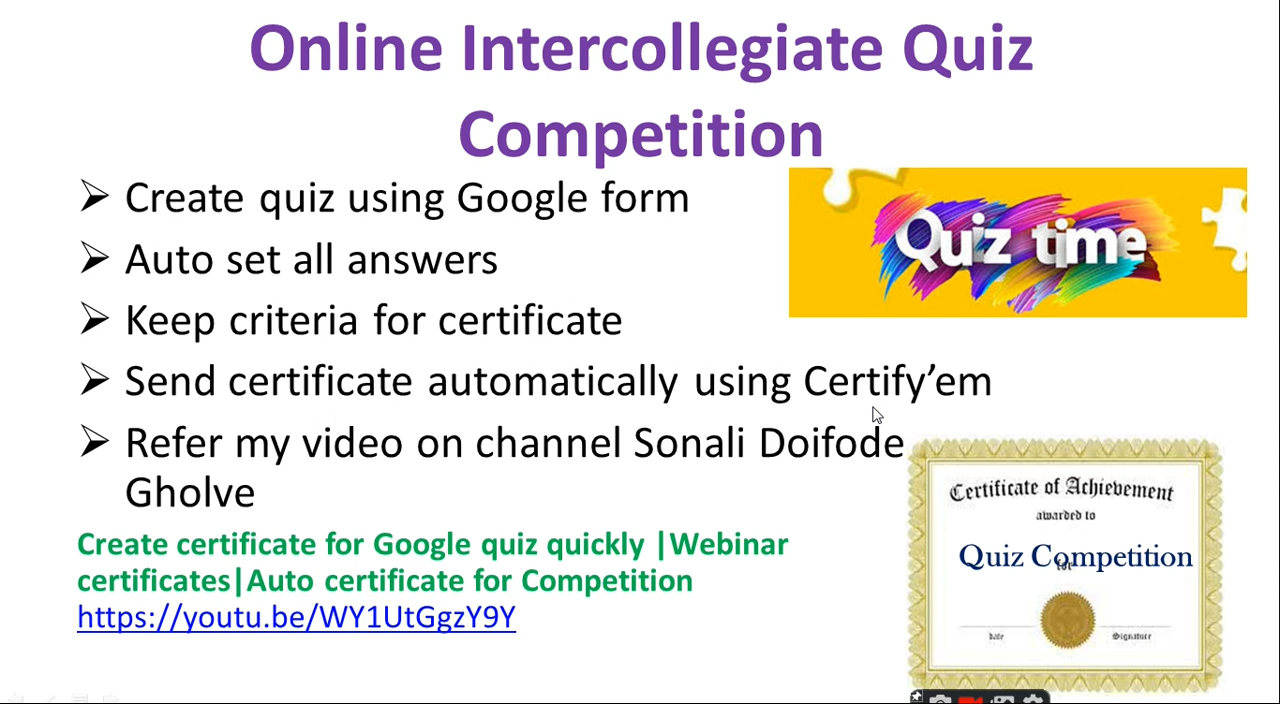 Online Intercollegiate Quiz
Competition
➢ Create quiz using Google form
➢ Auto set all answers
➢ Keep criteria for certificate
➢ Send certificate automatically using Certify’em
➢ Refer my video on channel Sonali Doifode
Gholve
Create certificate for Google quiz quickly |Webinar
certificates|Auto certificate for Competition
https://youtu.be/WY1UtGgzY9Y
Quiz time
Certificate of Achievement
awarded to
Quiz Competition
for
date
Signature